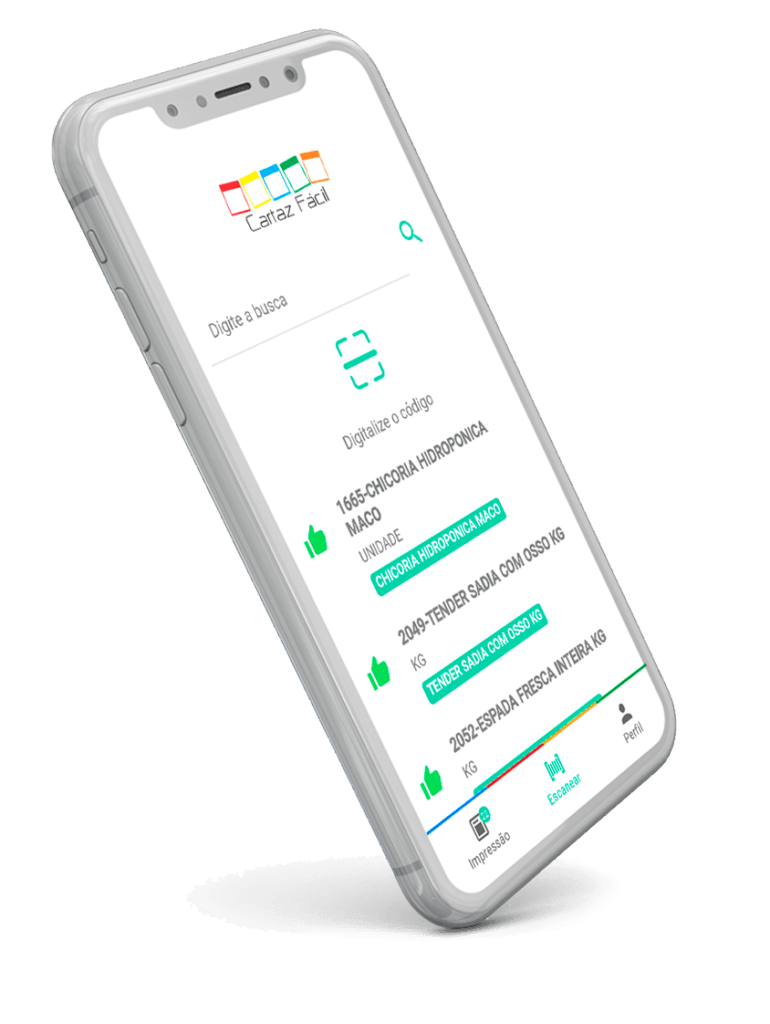 Cartaz Fácil
Digite a busca
Digitalize o código
1665-CHICORIA HIDROPONICA
MACO
UNIDADE
CHICORIA HIDROPONICA MACO
2049-TENDER SADIA COM OSSO KG
KG
TENDER SADIA COM OSSO KG
2052-ESPADA FRESCA INTEIRA KG
KG
Impressão
Escanear
Perfil